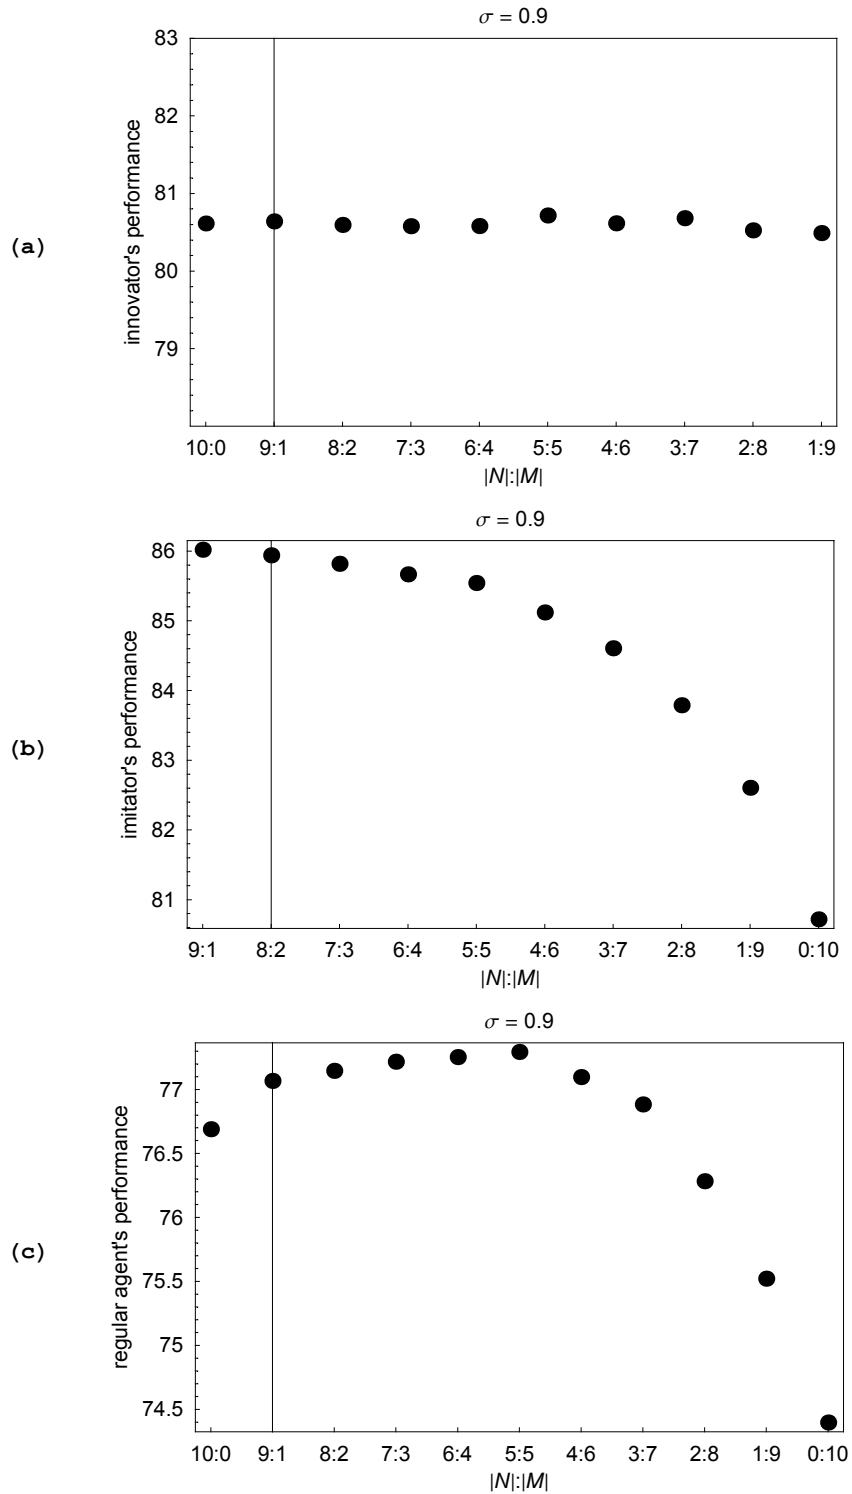 σ = 0.9
83
82
81
80
79
innovator's performance
(a)
10:0 9:1 8:2 7:3 6:4 5:5 4:6 3:7 2:8 1:9
|N|:|M|
σ = 0.9
86
85
84
83
82
81
imitator's performance
(b)
9:1 8:2 7:3 6:4 5:5 4:6 3:7 2:8 1:9 0:10
|N|:|M|
σ = 0.9
77
76.5
76
75.5
75
74.5
regular agent's performance
(c)
10:0 9:1 8:2 7:3 6:4 5:5 4:6 3:7 2:8 1:9 0:10
|N|:|M|